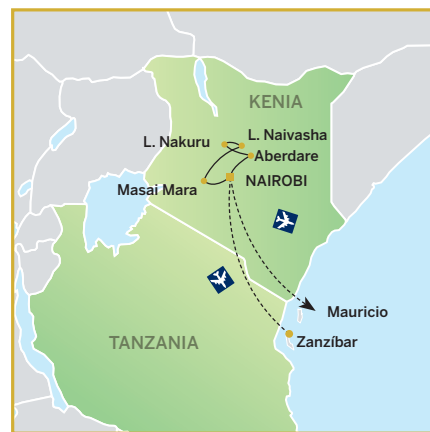 KENIA
L. Nakuru
L. Naivasha
Aberdare
Masai Mara
NAIROBI
Mauricio
TANZANIA
Zanzíbar